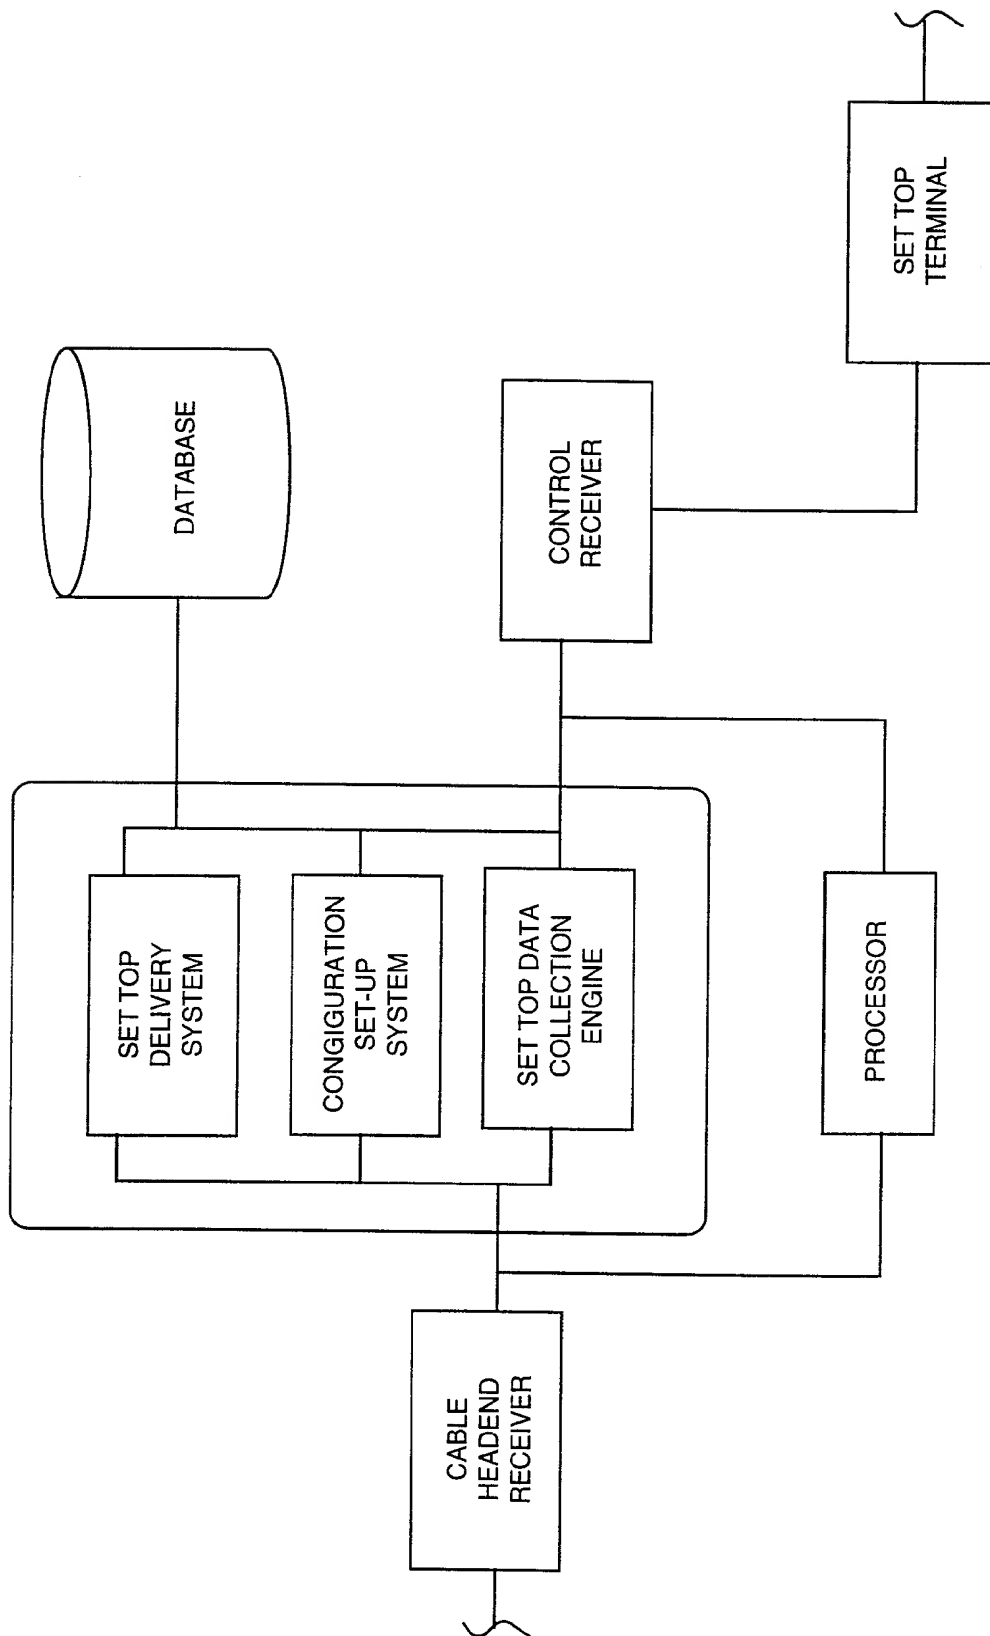 DATABASE
SET TOP
DELIVERY
SYSTEM
CONGIGURATION
SET-UP
SYSTEM
SET TOP DATA
COLLECTION
ENGINE
CABLE
HEADEND
RECEIVER
CONTROL
RECEIVER
PROCESSOR
SET TOP
TERMINAL